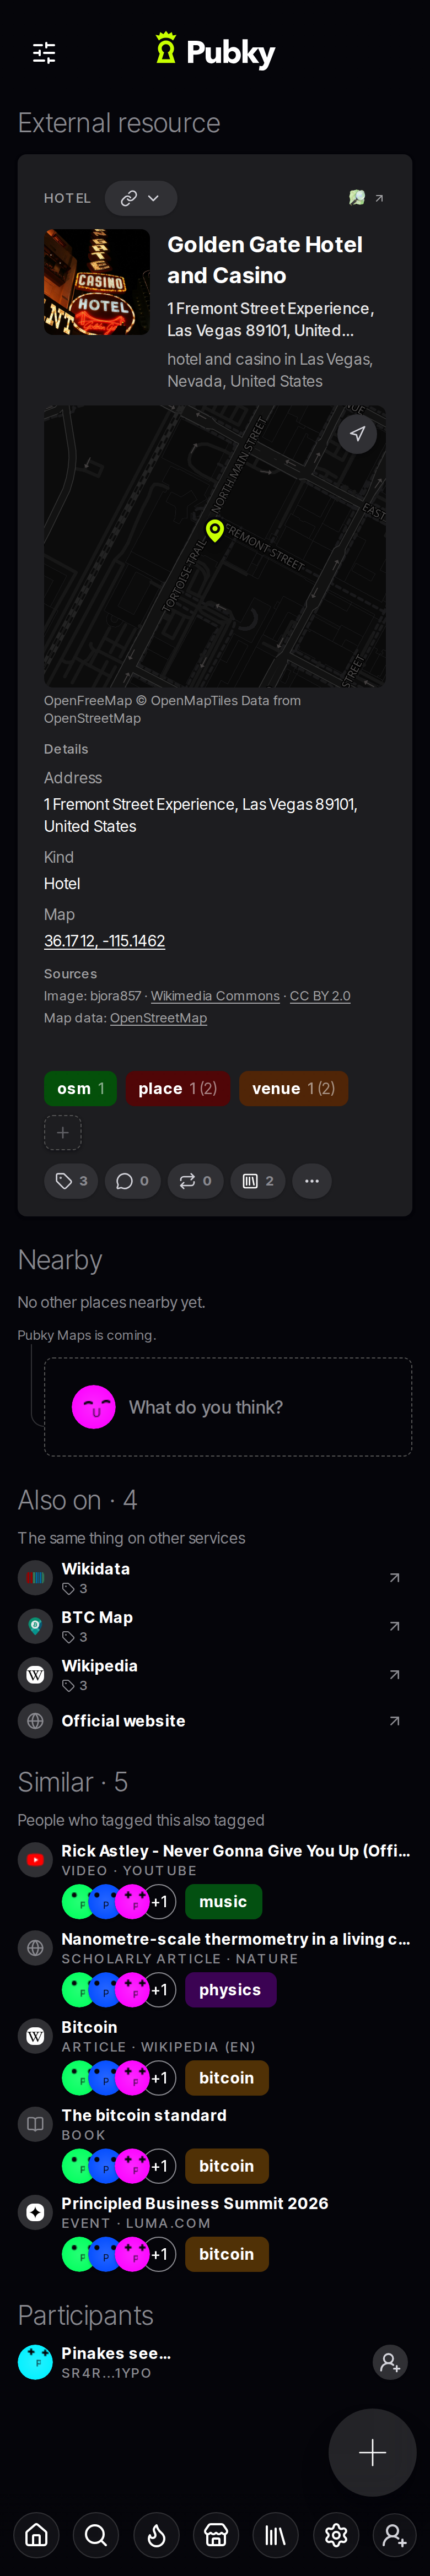 Pubky
External resource
HOTEL
CASINO
HOTEL
NT
Golden Gate Hotel
and Casino
1 Fremont Street Experience,
Las Vegas 89101, United...
hotel and casino in Las Vegas,
Nevada, United States
NORTH MAIN STREET
EAST
FREMONT STREET
TORTOISE TRAIL
STREET
OpenFreeMap © OpenMapTiles Data from
OpenStreetMap
Details
Address
1 Fremont Street Experience, Las Vegas 89101,
United States
Kind
Hotel
Map
36.1712, -115.1462
Sources
Image: bjora857 · Wikimedia Commons · CC BY 2.0
Map data: OpenStreetMap
osm 1 place 1 (2) venue 1 (2)
+
3 0 0 2
Nearby
No other places nearby yet.
Pubky Maps is coming.
What do you think?
Also on · 4
The same thing on other services
Wikidata
3
BTC Map
3
Wikipedia
3
Official website
Similar · 5
People who tagged this also tagged
Rick Astley - Never Gonna Give You Up (Offi...
VIDEO · YOUTUBE
+1 music
Nanometre-scale thermometry in a living c...
SCHOLARLY ARTICLE · NATURE
+1 physics
Bitcoin
ARTICLE · WIKIPEDIA (EN)
+1 bitcoin
The bitcoin standard
BOOK
+1 bitcoin
Principled Business Summit 2026
EVENT · LUMA.COM
+1 bitcoin
Participants
Pinakes see...
SR4R...1YPO